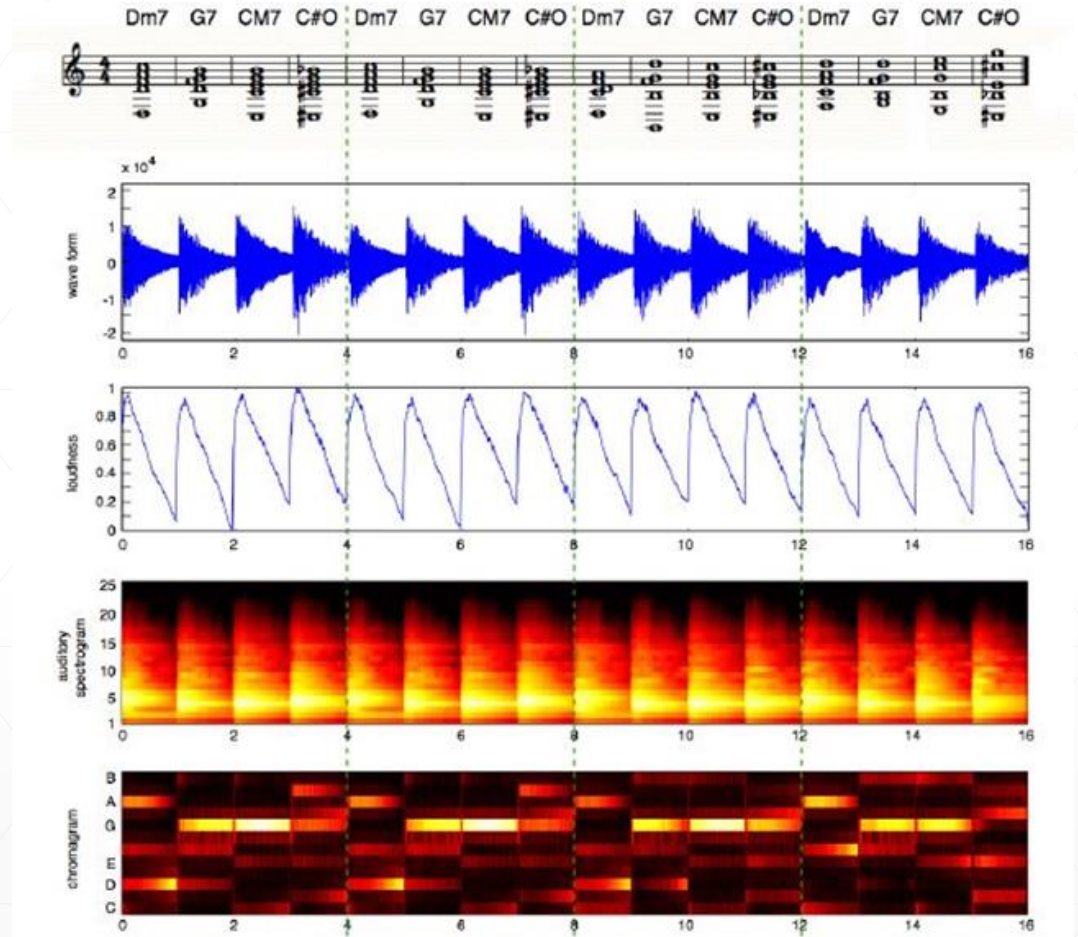 Dm7 G7 CM7 C#O Dm7 G7 CM7 C#O Dm7 G7 CM7 C#O Dm7 G7 CM7 C#O
4
4
x 10⁴
2
1
0
-1
-2
wave form
0 2 4 6 8 10 12 14 16
1
0.8
0.6
0.4
0.2
0
loudness
0 2 4 6 8 10 12 14 16
25
20
15
10
5
1
auditory
spectrogram
0 2 4 6 8 10 12 14 16
B
A
G
E
D
C
chromagram
0 2 4 6 8 10 12 14 16